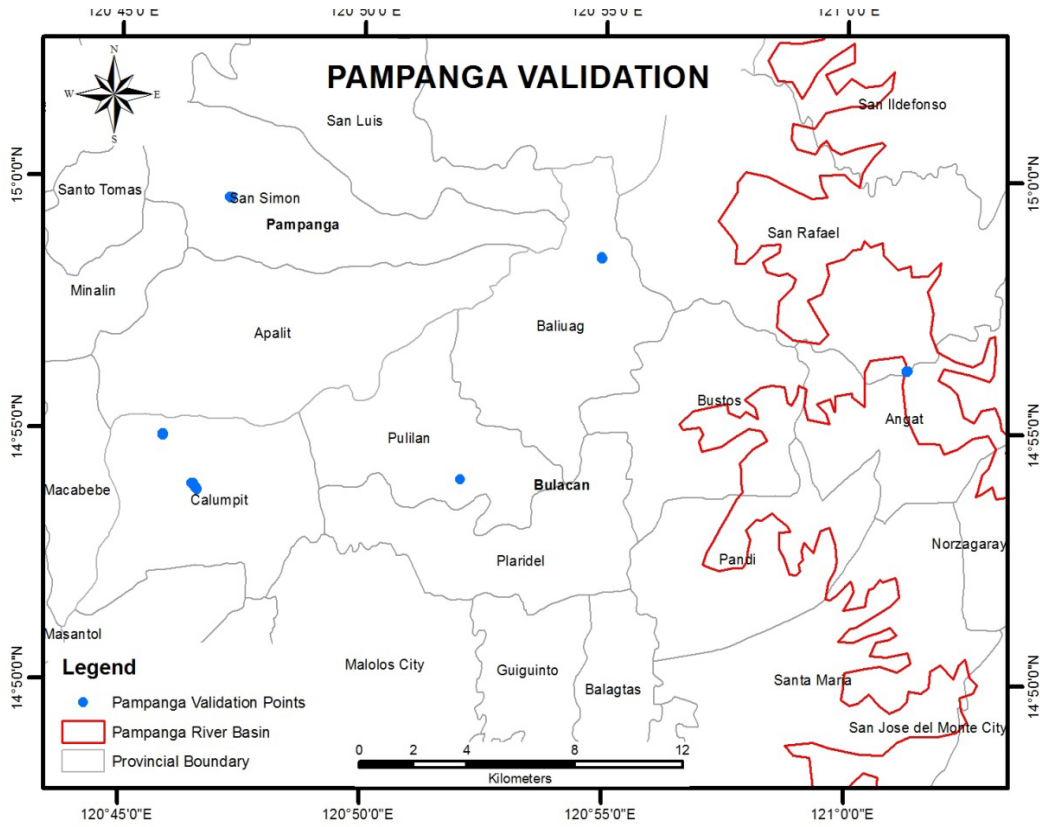 120°45'0"E 120°50'0"E 120°55'0"E 121°0'0"E
PAMPANGA VALIDATION
N
W E
S
San Ildefonso
San Luis
15°0'0"N
15°0'0"N
Santo Tomas
San Simon
Pampanga
San Rafael
Minalin
Baliuag
Apalit
Bustos
Angat
14°55'0"N
14°55'0"N
Pulilan
Macabebe
Bulacan
Calumpit
Norzagaray
Plaridel
Pandi
Masantol
Malolos City
Guiguinto
Balagtas
Santa Maria
14°50'0"N
14°50'0"N
San Jose del Monte City
Legend
Pampanga Validation Points
Pampanga River Basin
Provincial Boundary
0 2 4 8 12
Kilometers
120°45'0"E 120°50'0"E 120°55'0"E 121°0'0"E